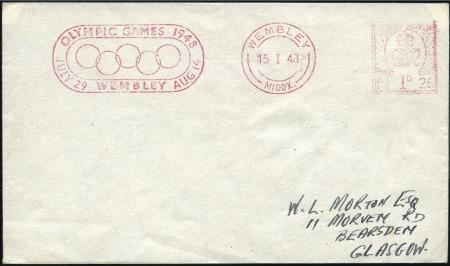 OLYMPIC GAMES 1948
JULY 29 WEMBLEY AUG 14
WEMBLEY
15 I 48
MIDDX.
1D
W. L. MORTON ESQ
11 MORVEN RD
BEARSDEN
GLASGOW.